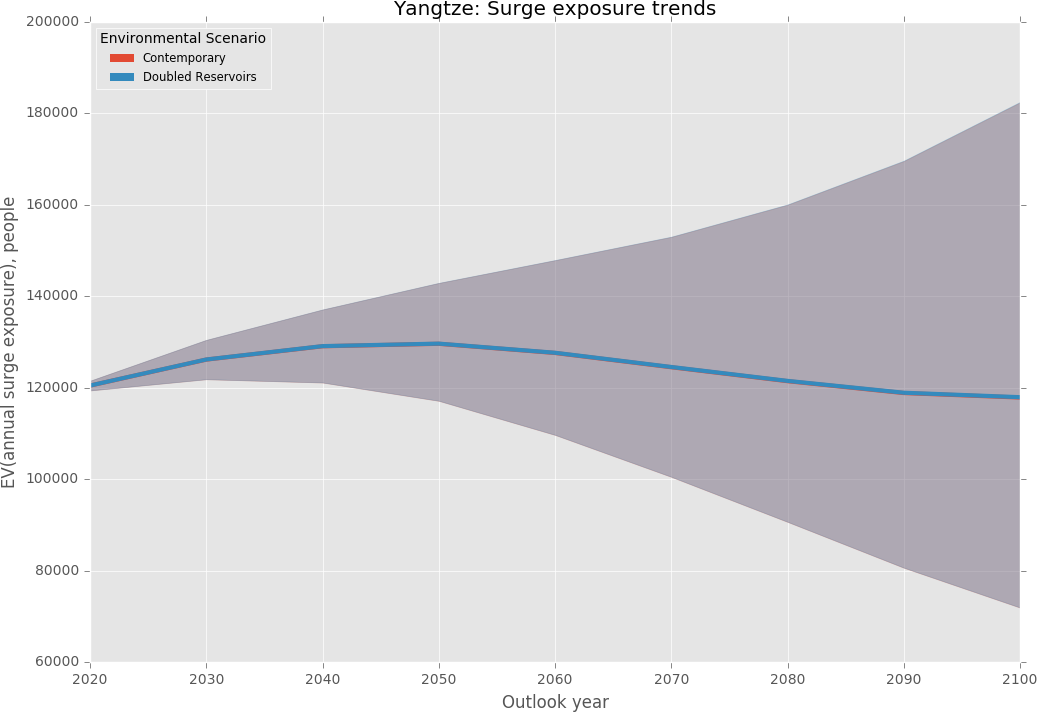 Yangtze: Surge exposure trends
200000
180000
160000
140000
120000
100000
80000
60000
EV(annual surge exposure), people
Environmental Scenario
Contemporary
Doubled Reservoirs
2020 2030 2040 2050 2060 2070 2080 2090 2100
Outlook year